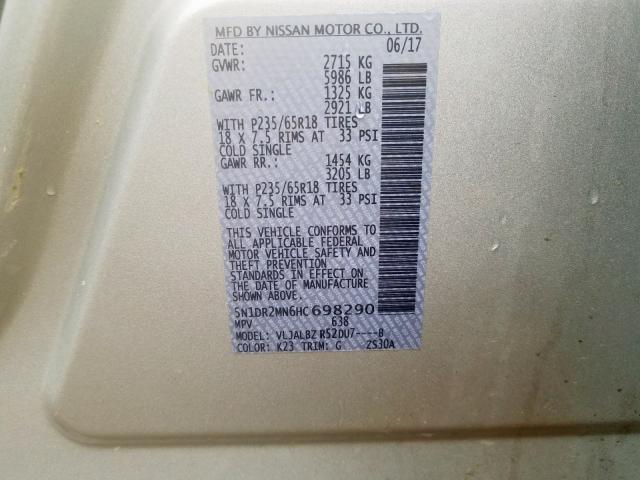 MFD BY NISSAN MOTOR CO., LTD.
DATE: 06/17
GVWR: 2715 KG
5986 LB
GAWR FR.: 1325 KG
2921 LB
WITH P235/65R18 TIRES
18 X 7.5 RIMS AT 33 PSI
COLD SINGLE
GAWR RR.: 1454 KG
3205 LB
WITH P235/65R18 TIRES
18 X 7.5 RIMS AT 33 PSI
COLD SINGLE
THIS VEHICLE CONFORMS TO
ALL APPLICABLE FEDERAL
MOTOR VEHICLE SAFETY AND
THEFT PREVENTION
STANDARDS IN EFFECT ON
THE DATE OF MANUFACTURE
5N1DR2MN6HC698290
MPV 638
MODEL: VLJALBZ R52DU7----B
COLOR: K23 TRIM: G ZS30A